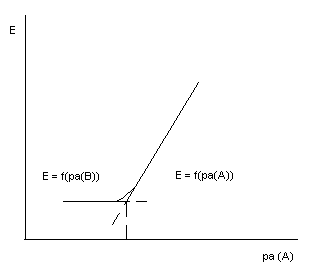 E
E = f(pa(B))
E = f(pa(A))
pa (A)